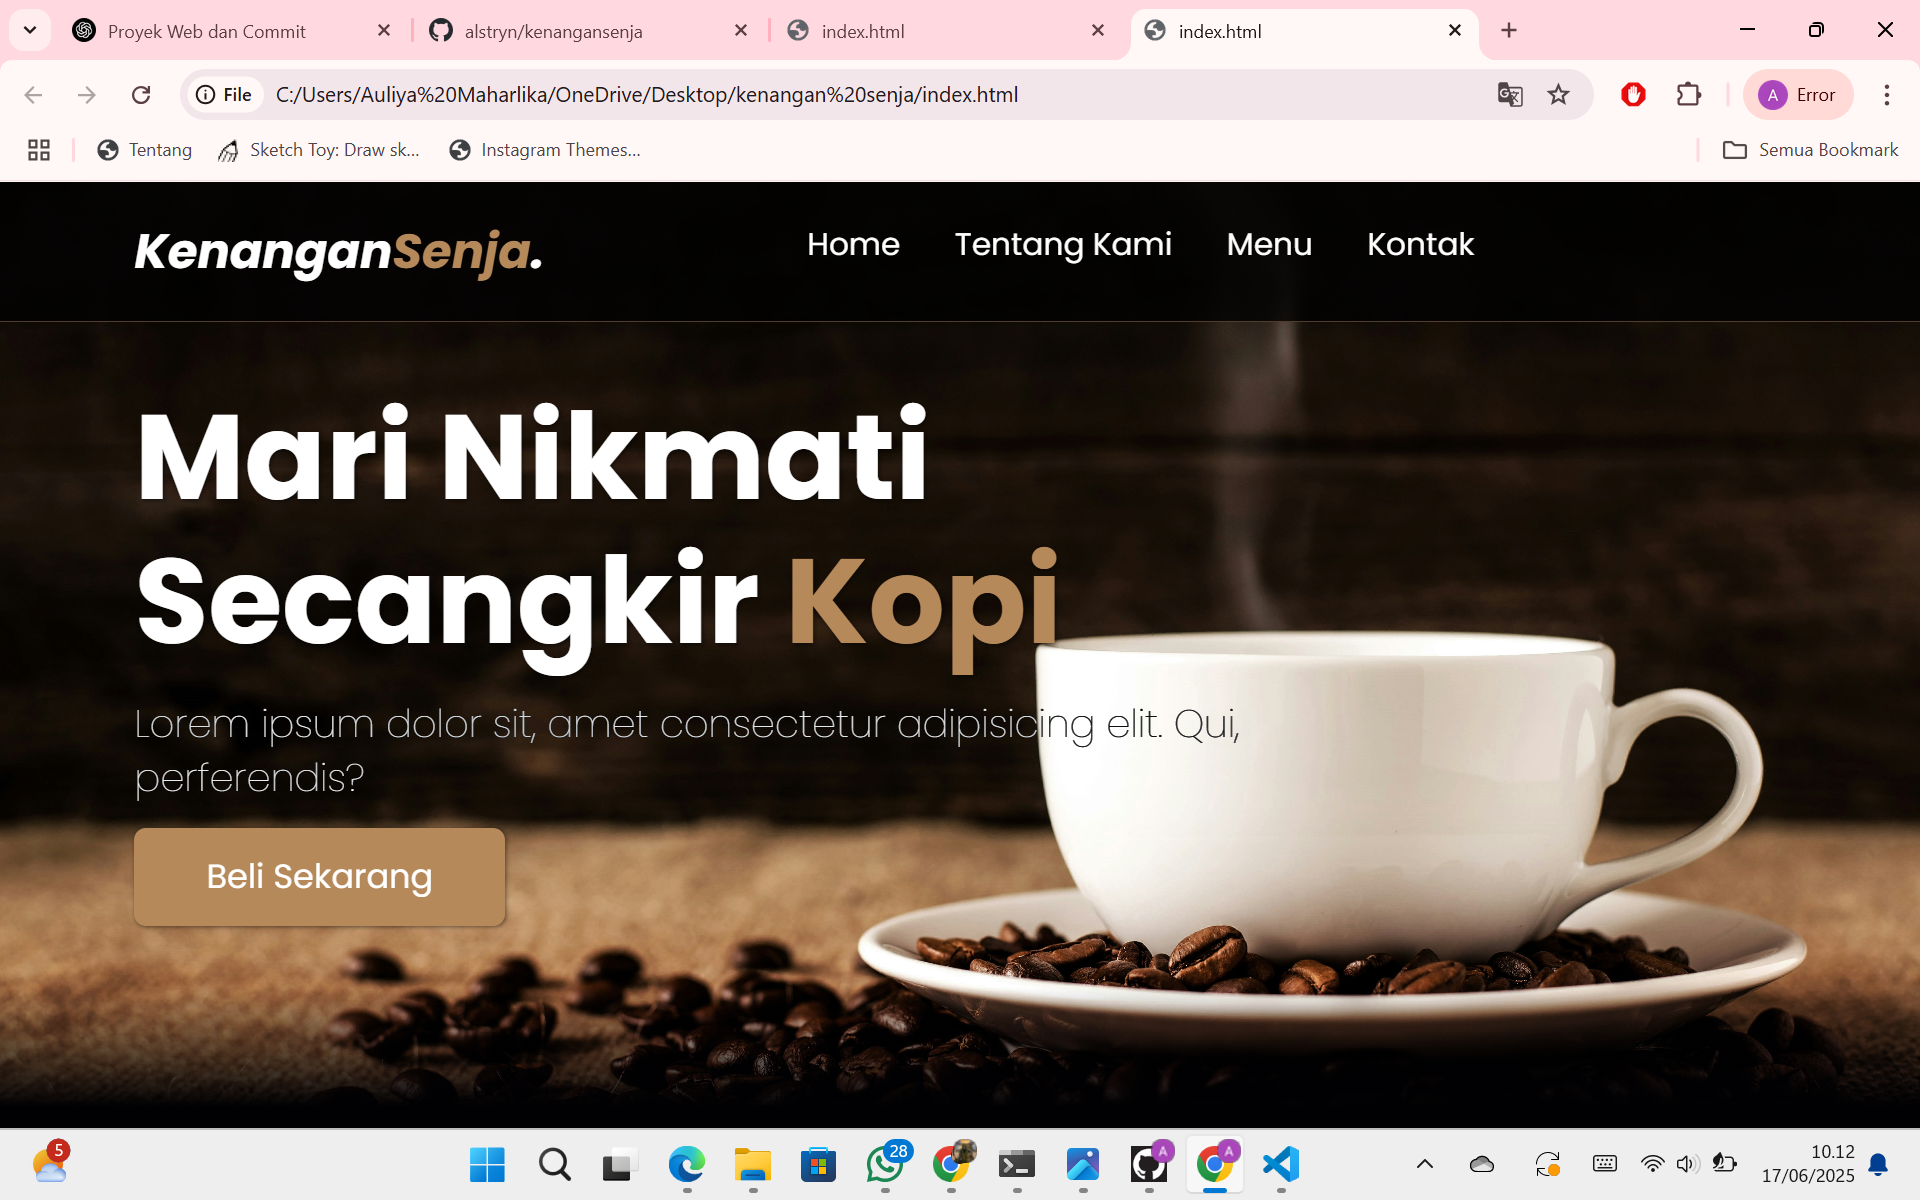 Proyek Web dan Commit
alstryn/kenangansenja
index.html
index.html
File
C:/Users/Auliya%20Maharlika/OneDrive/Desktop/kenangan%20senja/index.html
A
Error
Tentang
Sketch Toy: Draw sk...
Instagram Themes...
Semua Bookmark
KenanganSenja.
Home
Tentang Kami
Menu
Kontak
Mari Nikmati
Secangkir Kopi
Lorem ipsum dolor sit, amet consectetur adipisicing elit. Qui,
perferendis?
Beli Sekarang
5
28
A
A
10.12
17/06/2025